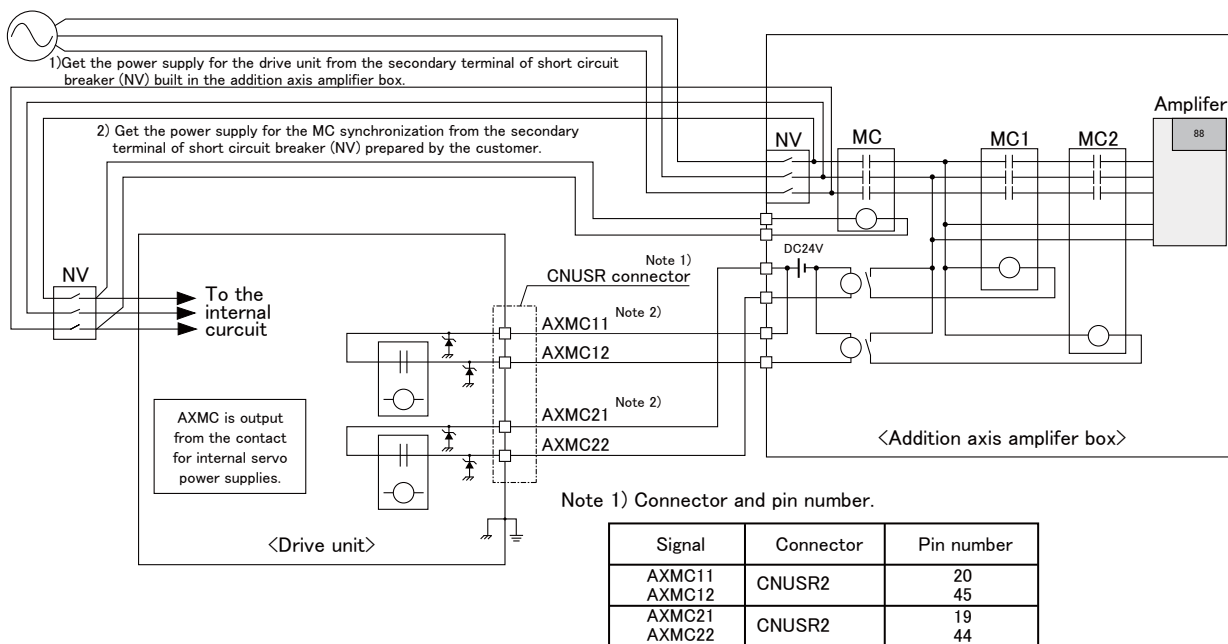 1)Get the power supply for the drive unit from the secondary terminal of short circuit
breaker (NV) built in the addition axis amplifier box.
2) Get the power supply for the MC synchronization from the secondary
terminal of short circuit breaker (NV) prepared by the customer.
Amplifer
88
NV
MC
MC1
MC2
DC24V
NV
To the
internal
curcuit
Note 1)
CNUSR connector
AXMC11 Note 2)
AXMC12
AXMC21 Note 2)
AXMC22
AXMC is output
from the contact
for internal servo
power supplies.
<Drive unit>
<Addition axis amplifer box>
Note 1) Connector and pin number.
Signal Connector Pin number
AXMC11 CNUSR2 20
AXMC12 45
AXMC21 CNUSR2 19
AXMC22 44